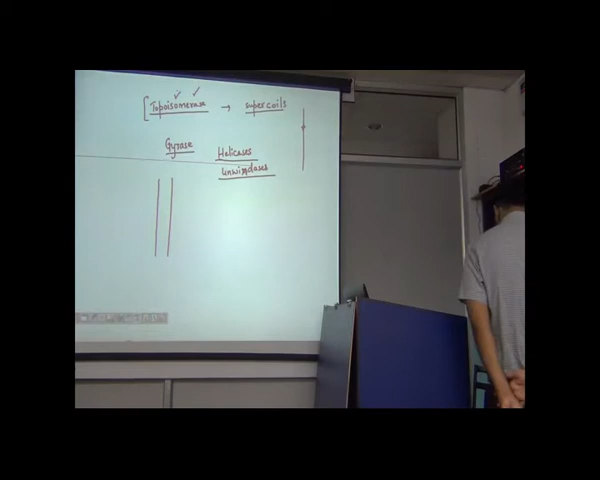 [Topoisomerase → supercoils
Gyrase
Helicases
Unwindases